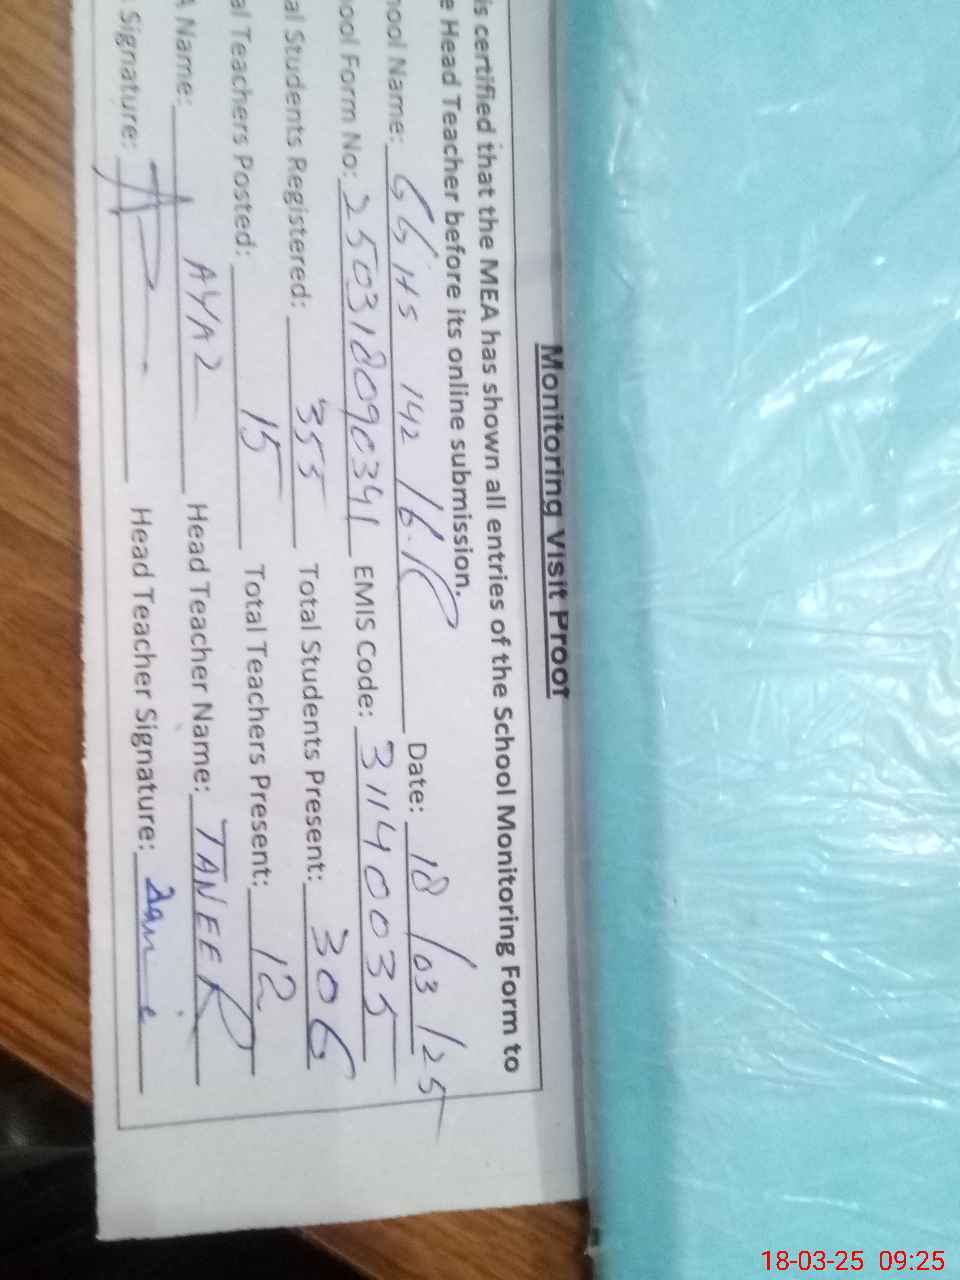 Monitoring Visit Proof
is certified that the MEA has shown all entries of the School Monitoring Form to
e Head Teacher before its online submission.
hool Name: GGHS 142 16-L Date: 18/03/25
hool Form No: 250318090391 EMIS Code: 31140035
al Students Registered: 353 Total Students Present: 306
al Teachers Posted: 15 Total Teachers Present: 12
A Name: AYAZ Head Teacher Name: TANEER
Signature: Head Teacher Signature:
18-03-25 09:25